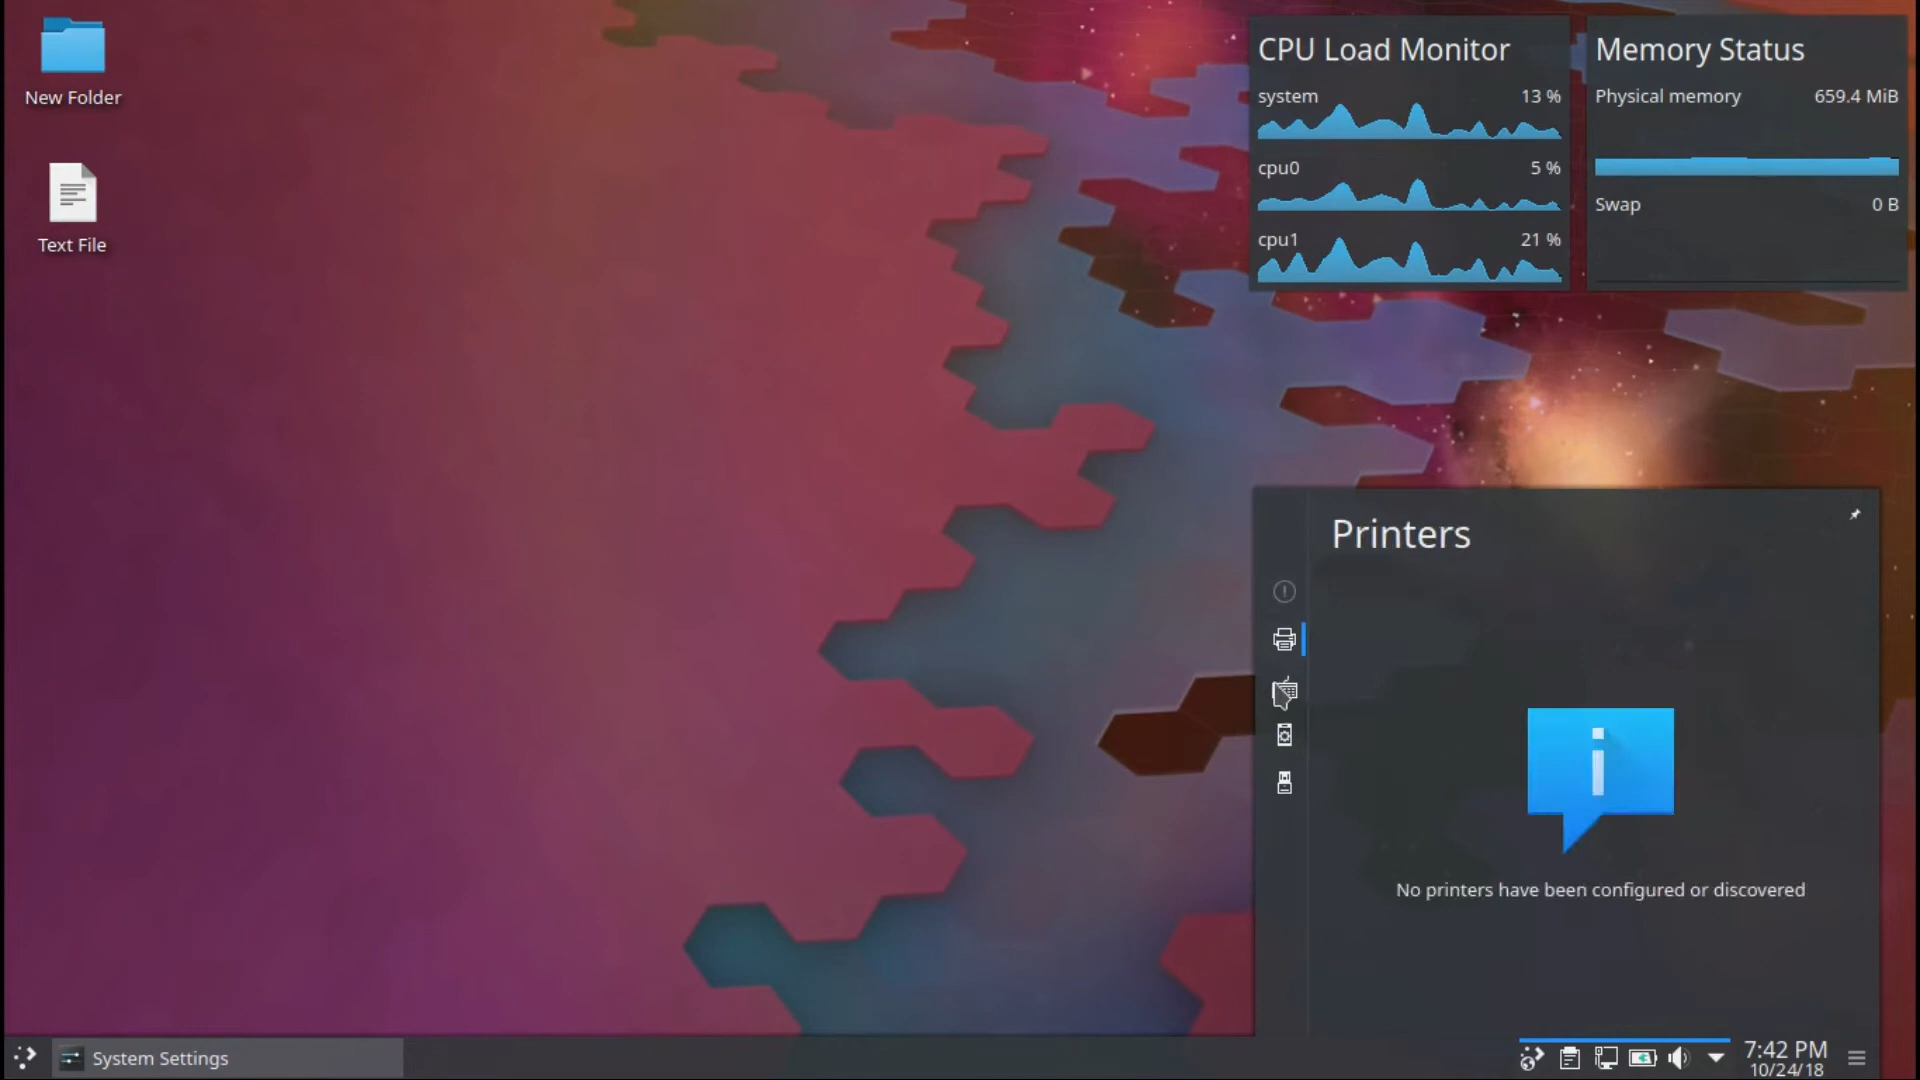 New Folder
Text File
CPU Load Monitor
system 13 %
cpu0 5 %
cpu1 21 %
Memory Status
Physical memory 659.4 MiB
Swap 0 B
Printers
No printers have been configured or discovered
System Settings
7:42 PM
10/24/18